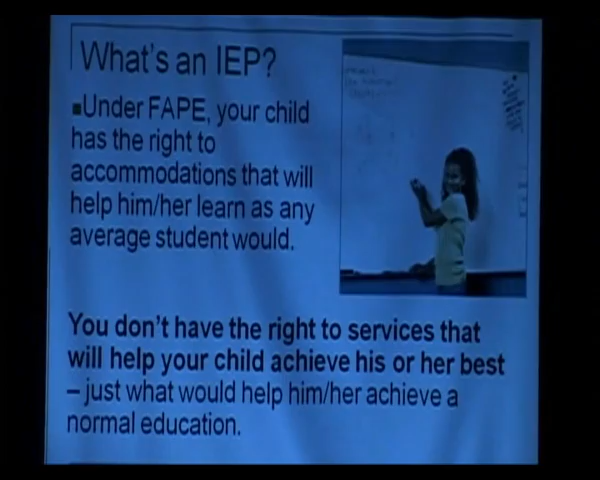 What's an IEP?
▪Under FAPE, your child
has the right to
accommodations that will
help him/her learn as any
average student would.
You don't have the right to services that
will help your child achieve his or her best
– just what would help him/her achieve a
normal education.